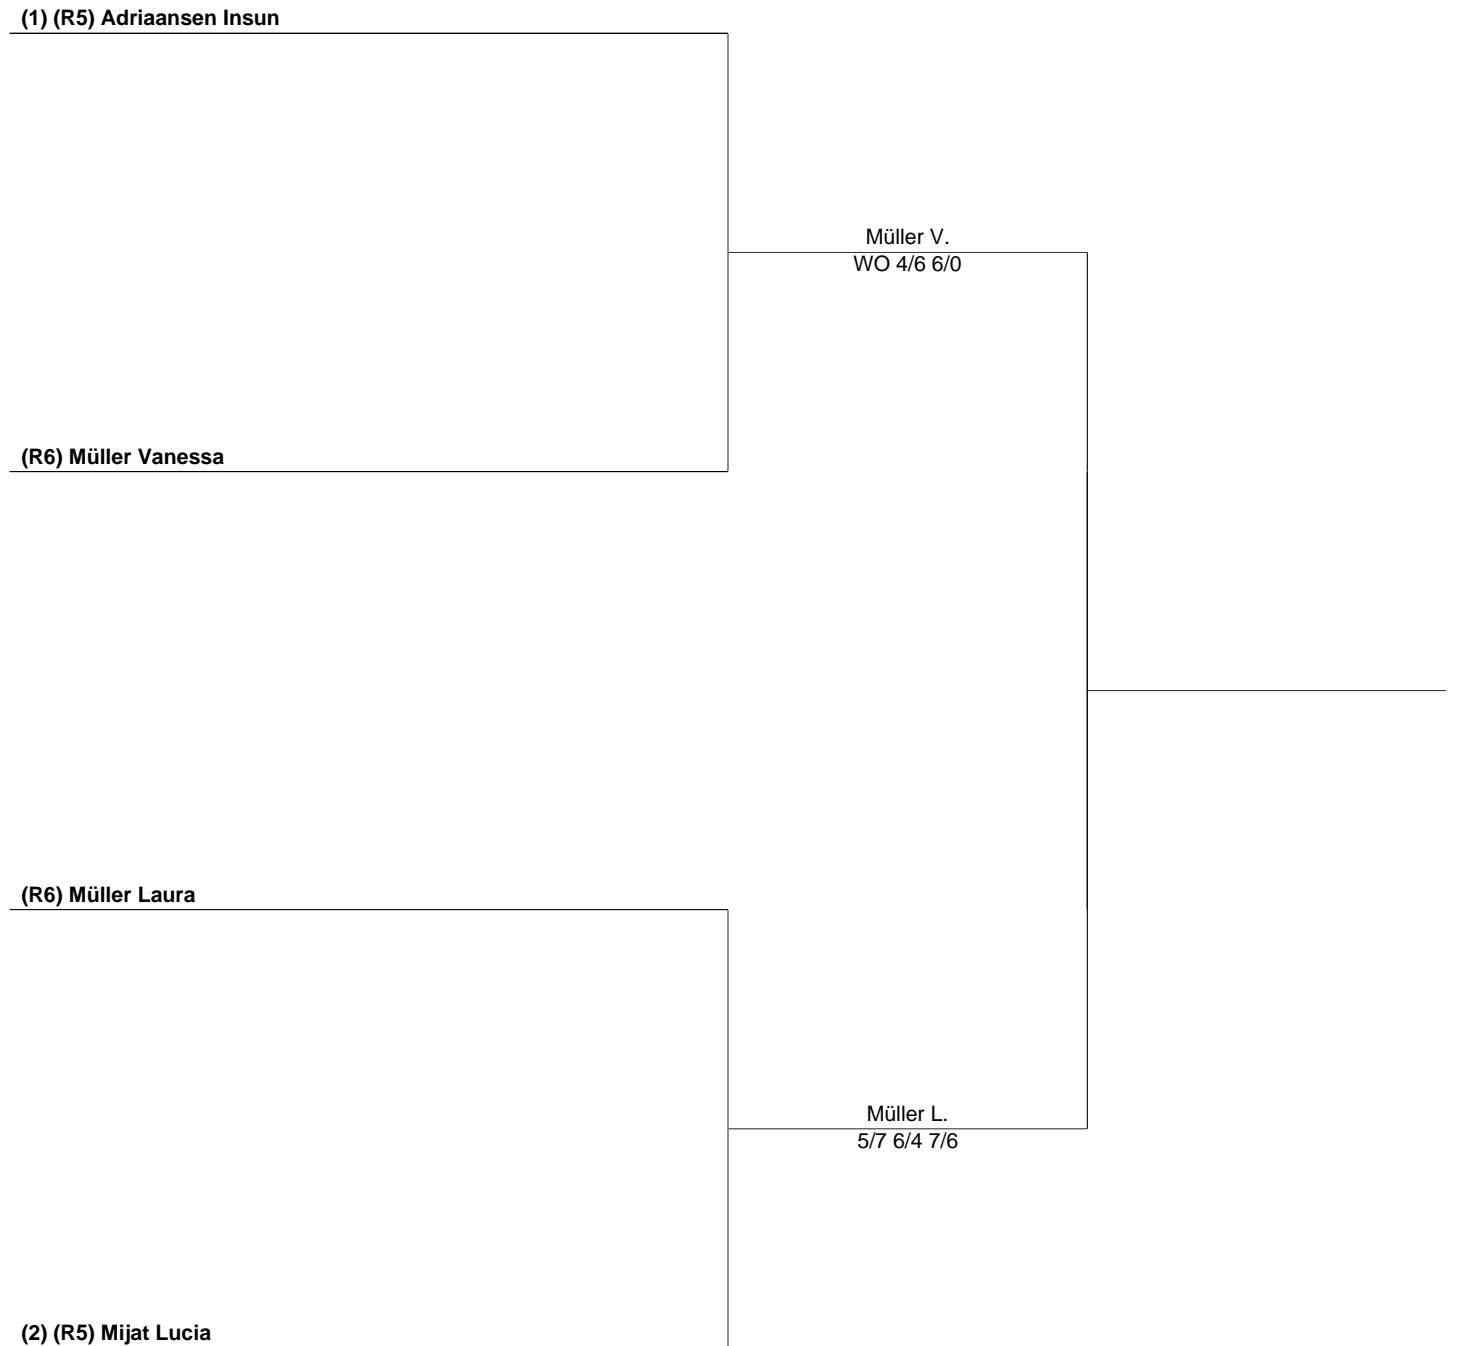 (1) (R5) Adriaansen Insun
Müller V.
WO 4/6 6/0
(R6) Müller Vanessa
(R6) Müller Laura
Müller L.
5/7 6/4 7/6
(2) (R5) Mijat Lucia